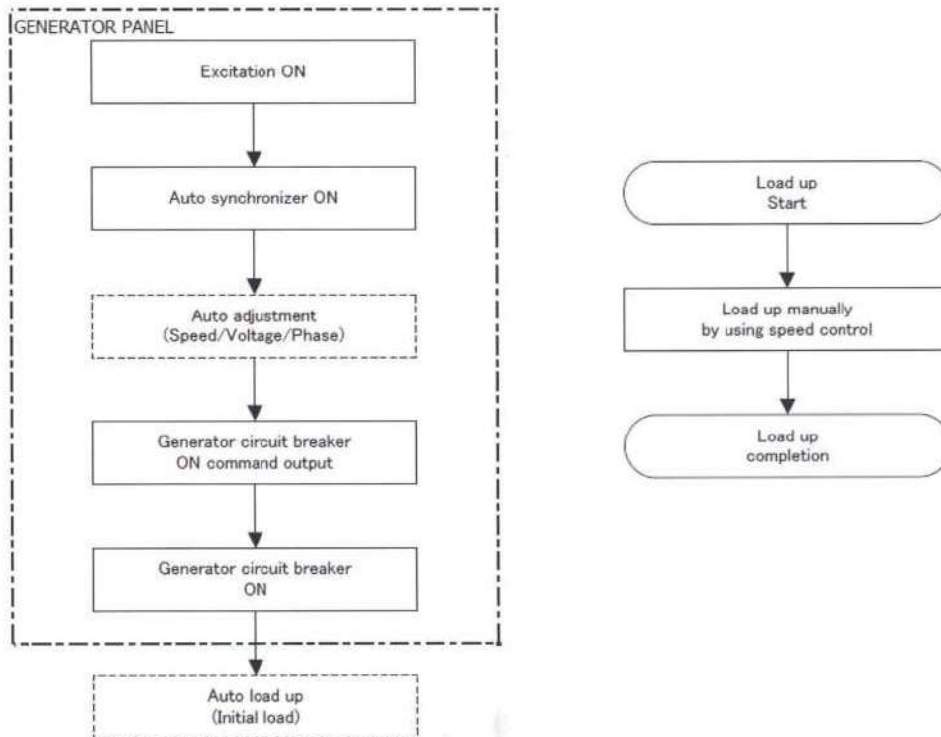 GENERATOR PANEL
Excitation ON
Auto synchronizer ON
Auto adjustment
(Speed/Voltage/Phase)
Generator circuit breaker
ON command output
Generator circuit breaker
ON
Auto load up
(Initial load)
Load up
Start
Load up manually
by using speed control
Load up
completion